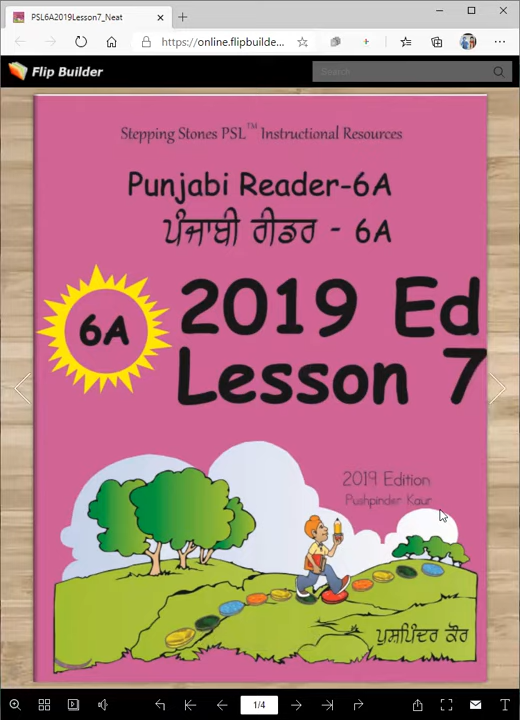 PSL6A2019Lesson7_Neat
https://online.flipbuilde...
Flip Builder
Search
Stepping Stones PSL™ Instructional Resources
Punjabi Reader-6A
ਪੰਜਾਬੀ ਰੀਡਰ - 6A
6A
2019 Ed
Lesson 7
2019 Edition
Pushpinder Kaur
ਪੁਸ਼ਪਿੰਦਰ ਕੌਰ
1/4